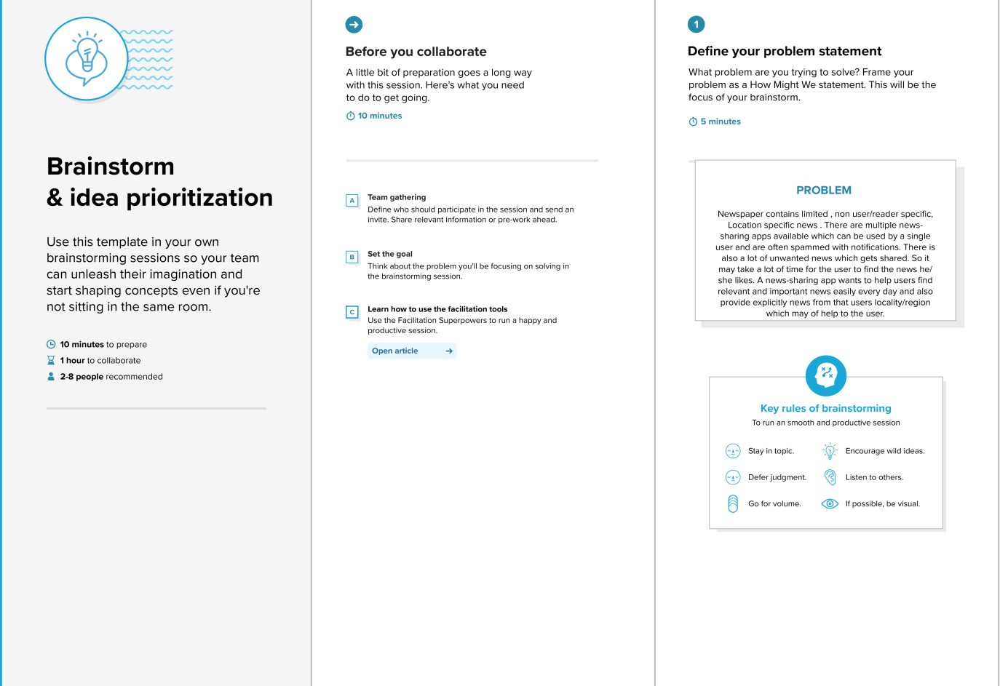 Brainstorm
& idea prioritization
Use this template in your own
brainstorming sessions so your team
can unleash their imagination and
start shaping concepts even if you're
not sitting in the same room.
10 minutes to prepare
1 hour to collaborate
2-8 people recommended
Before you collaborate
A little bit of preparation goes a long way
with this session. Here's what you need
to do to get going.
10 minutes
A
Team gathering
Define who should participate in the session and send an
invite. Share relevant information or pre-work ahead.
B
Set the goal
Think about the problem you'll be focusing on solving in
the brainstorming session.
C
Learn how to use the facilitation tools
Use the Facilitation Superpowers to run a happy and
productive session.
Open article
1
Define your problem statement
What problem are you trying to solve? Frame your
problem as a How Might We statement. This will be the
focus of your brainstorm.
5 minutes
PROBLEM
Newspaper contains limited , non user/reader specific,
Location specific news . There are multiple news-
sharing apps available which can be used by a single
user and are often spammed with notifications. There is
also a lot of unwanted news which gets shared. So it
may take a lot of time for the user to find the news he/
she likes. A news-sharing app wants to help users find
relevant and important news easily every day and also
provide explicitly news from that users locality/region
which may of help to the user.
Key rules of brainstorming
To run an smooth and productive session
Stay in topic.
Encourage wild ideas.
Defer judgment.
Listen to others.
Go for volume.
If possible, be visual.